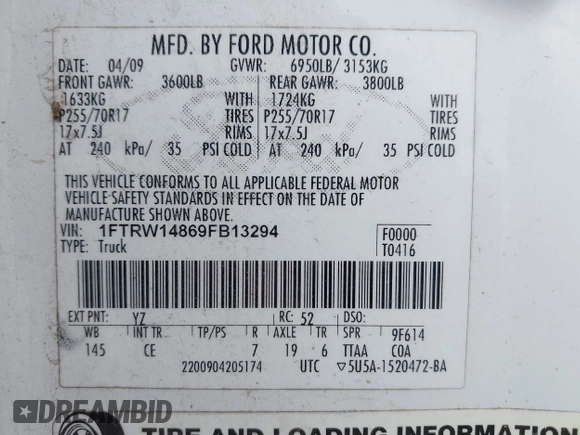 MFD. BY FORD MOTOR CO.
DATE: 04/09 GVWR: 6950LB/ 3153KG
FRONT GAWR: 3600LB REAR GAWR: 3800LB
1633KG WITH 1724KG WITH
P255/70R17 TIRES P255/70R17 TIRES
17x7.5J RIMS 17x7.5J RIMS
AT 240 kPa/ 35 PSI COLD AT 240 kPa/ 35 PSI COLD
THIS VEHICLE CONFORMS TO ALL APPLICABLE FEDERAL MOTOR
VEHICLE SAFETY STANDARDS IN EFFECT ON THE DATE OF
MANUFACTURE SHOWN ABOVE.
VIN: 1FTRW14869FB13294 F0000
TYPE: Truck T0416
EXT PNT: YZ RC: 52 DSO:
WB INT TR TP/PS R AXLE TR SPR 9F614
145 CE 7 19 6 TTAA COA
2200904205174 UTC ▽5U5A-1520472-BA
DREAMBID
TIRE AND LOADING INFORMATION